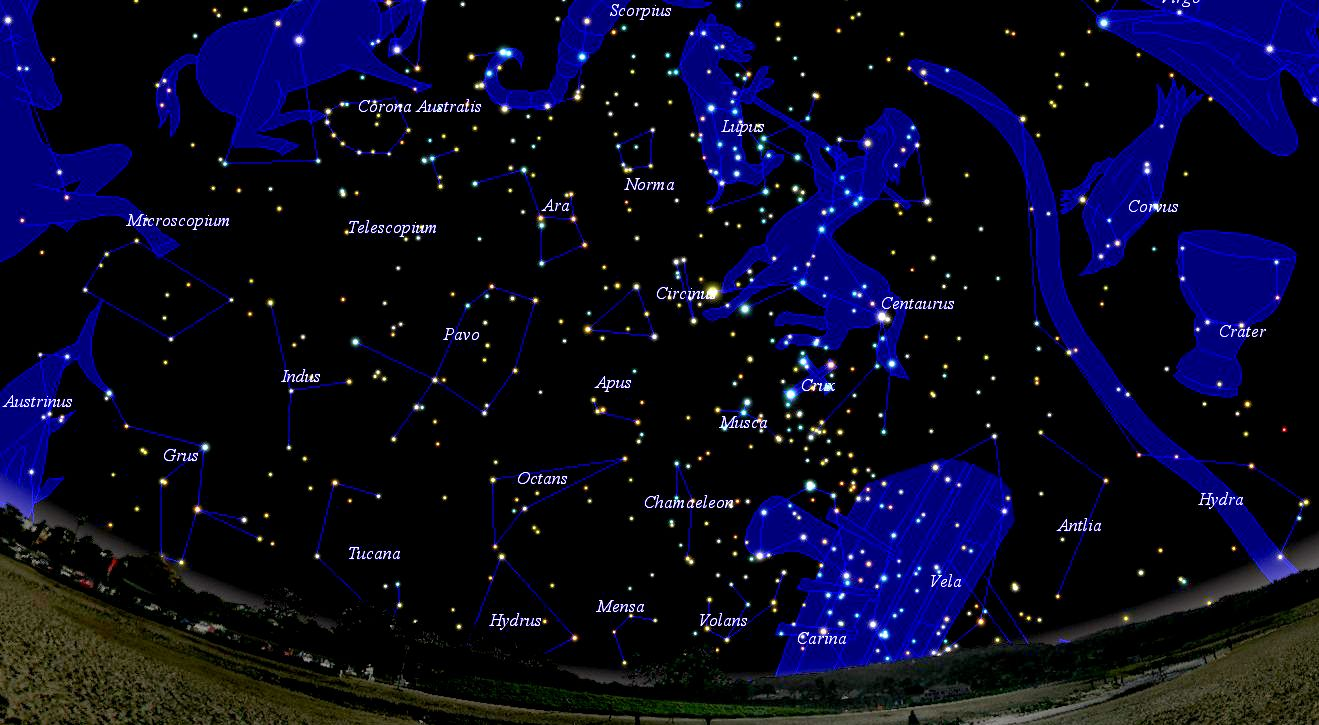 Virgo
Scorpius
Corona Australis
Lupus
Norma
Ara
Corvus
Microscopium
Telescopium
Circinus
Centaurus
Pavo
Crater
Indus
Apus
Crux
Austrinus
Musca
Grus
Octans
Chamaeleon
Hydra
Antlia
Tucana
Vela
Mensa
Hydrus
Volans
Carina